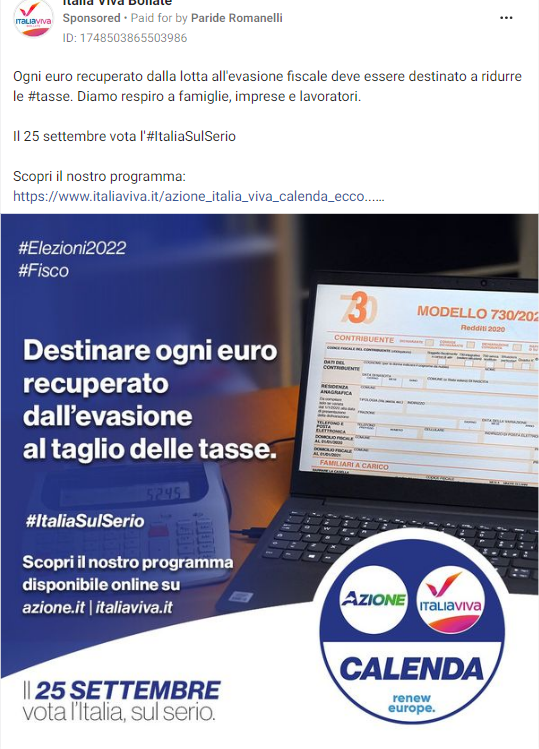 Italia Viva Bollate
Sponsored • Paid for by Paride Romanelli
ID: 1748503865503986
Ogni euro recuperato dalla lotta all'evasione fiscale deve essere destinato a ridurre
le #tasse. Diamo respiro a famiglie, imprese e lavoratori.
Il 25 settembre vota l'#ItaliaSulSerio
Scopri il nostro programma:
https://www.italiaviva.it/azione_italia_viva_calenda_ecco...…
#Elezioni2022
#Fisco
Destinare ogni euro
recuperato
dall'evasione
al taglio delle tasse.
#ItaliaSulSerio
Scopri il nostro programma
disponibile online su
azione.it | italiaviva.it
Il 25 SETTEMBRE
vota l'Italia, sul serio.
730
MODELLO 730/202
Redditi 2020
CONTRIBUENTE
DATI DEL
CONTRIBUENTE
RESIDENZA
ANAGRAFICA
TELEFONO E
POSTA
ELETTRONICA
DOMICILIO FISCALE
DOMICILIO FISCALE
FAMILIARI A CARICO
5245
AZIONE
ITALIAVIVA
CALENDA
renew
europe.